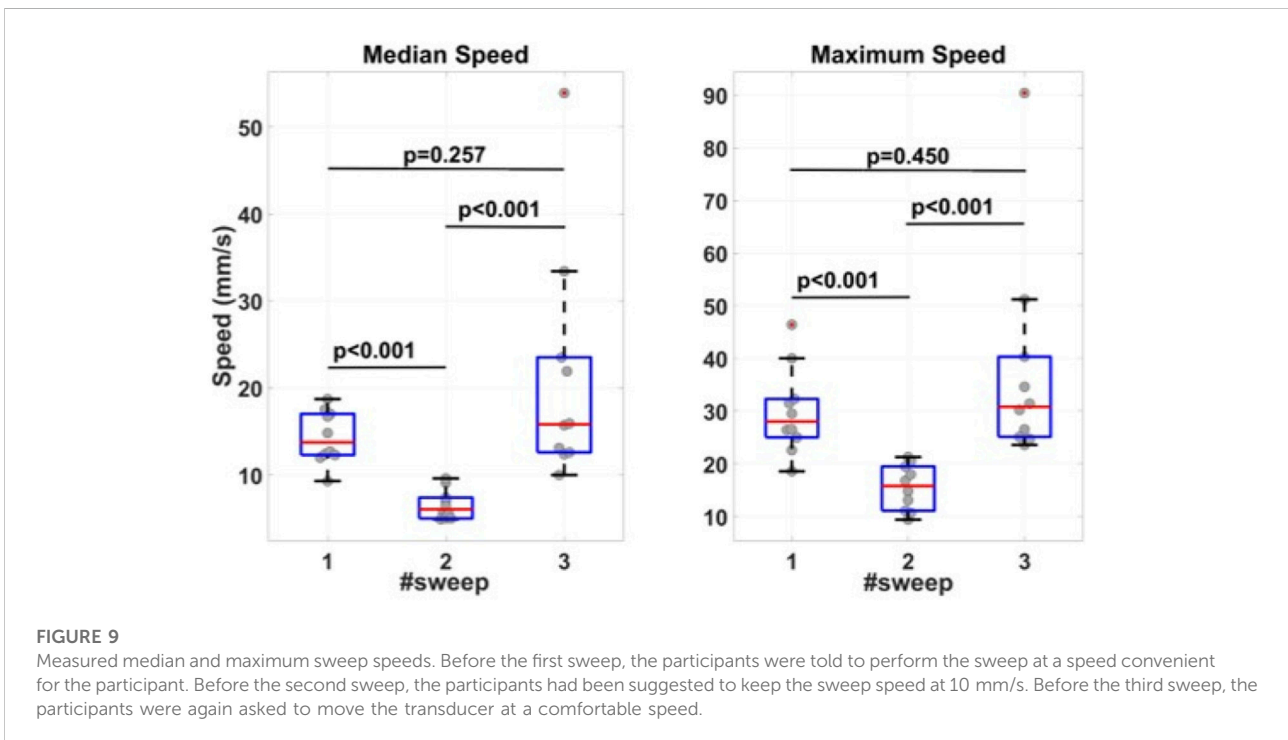 Median Speed
Maximum Speed
Speed (mm/s)
50
40
30
20
10
p=0.257
p<0.001
p<0.001
1
2
3
#sweep
90
80
70
60
50
40
30
20
10
p=0.450
p<0.001
p<0.001
1
2
3
#sweep
FIGURE 9
Measured median and maximum sweep speeds. Before the first sweep, the participants were told to perform the sweep at a speed convenient
for the participant. Before the second sweep, the participants had been suggested to keep the sweep speed at 10 mm/s. Before the third sweep, the
participants were again asked to move the transducer at a comfortable speed.